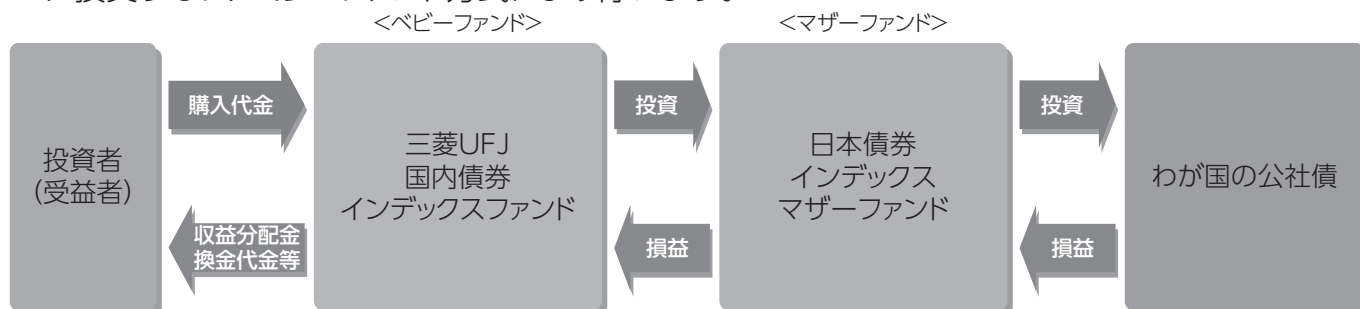 <ベビーファンド>
<マザーファンド>
投資者
(受益者)
購入代金
収益分配金
換金代金等
三菱UFJ
国内債券
インデックスファンド
投資
損益
日本債券
インデックス
マザーファンド
投資
損益
わが国の公社債